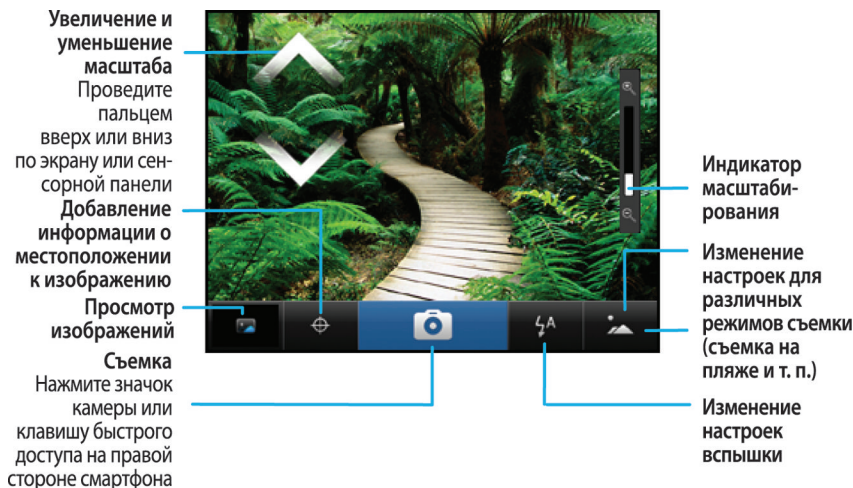 Увеличение и
уменьшение
масштаба
Проведите
пальцем
вверх или вниз
по экрану или сен-
сорной панели
Добавление
информации о
местоположении
к изображению
Просмотр
изображений
Съемка
Нажмите значок
камеры или
клавишу быстрого
доступа на правой
стороне смартфона
A
Индикатор
масштаби-
рования
Изменение
настроек для
различных
режимов съемки
(съемка на
пляже и т. п.)
Изменение
настроек
вспышки